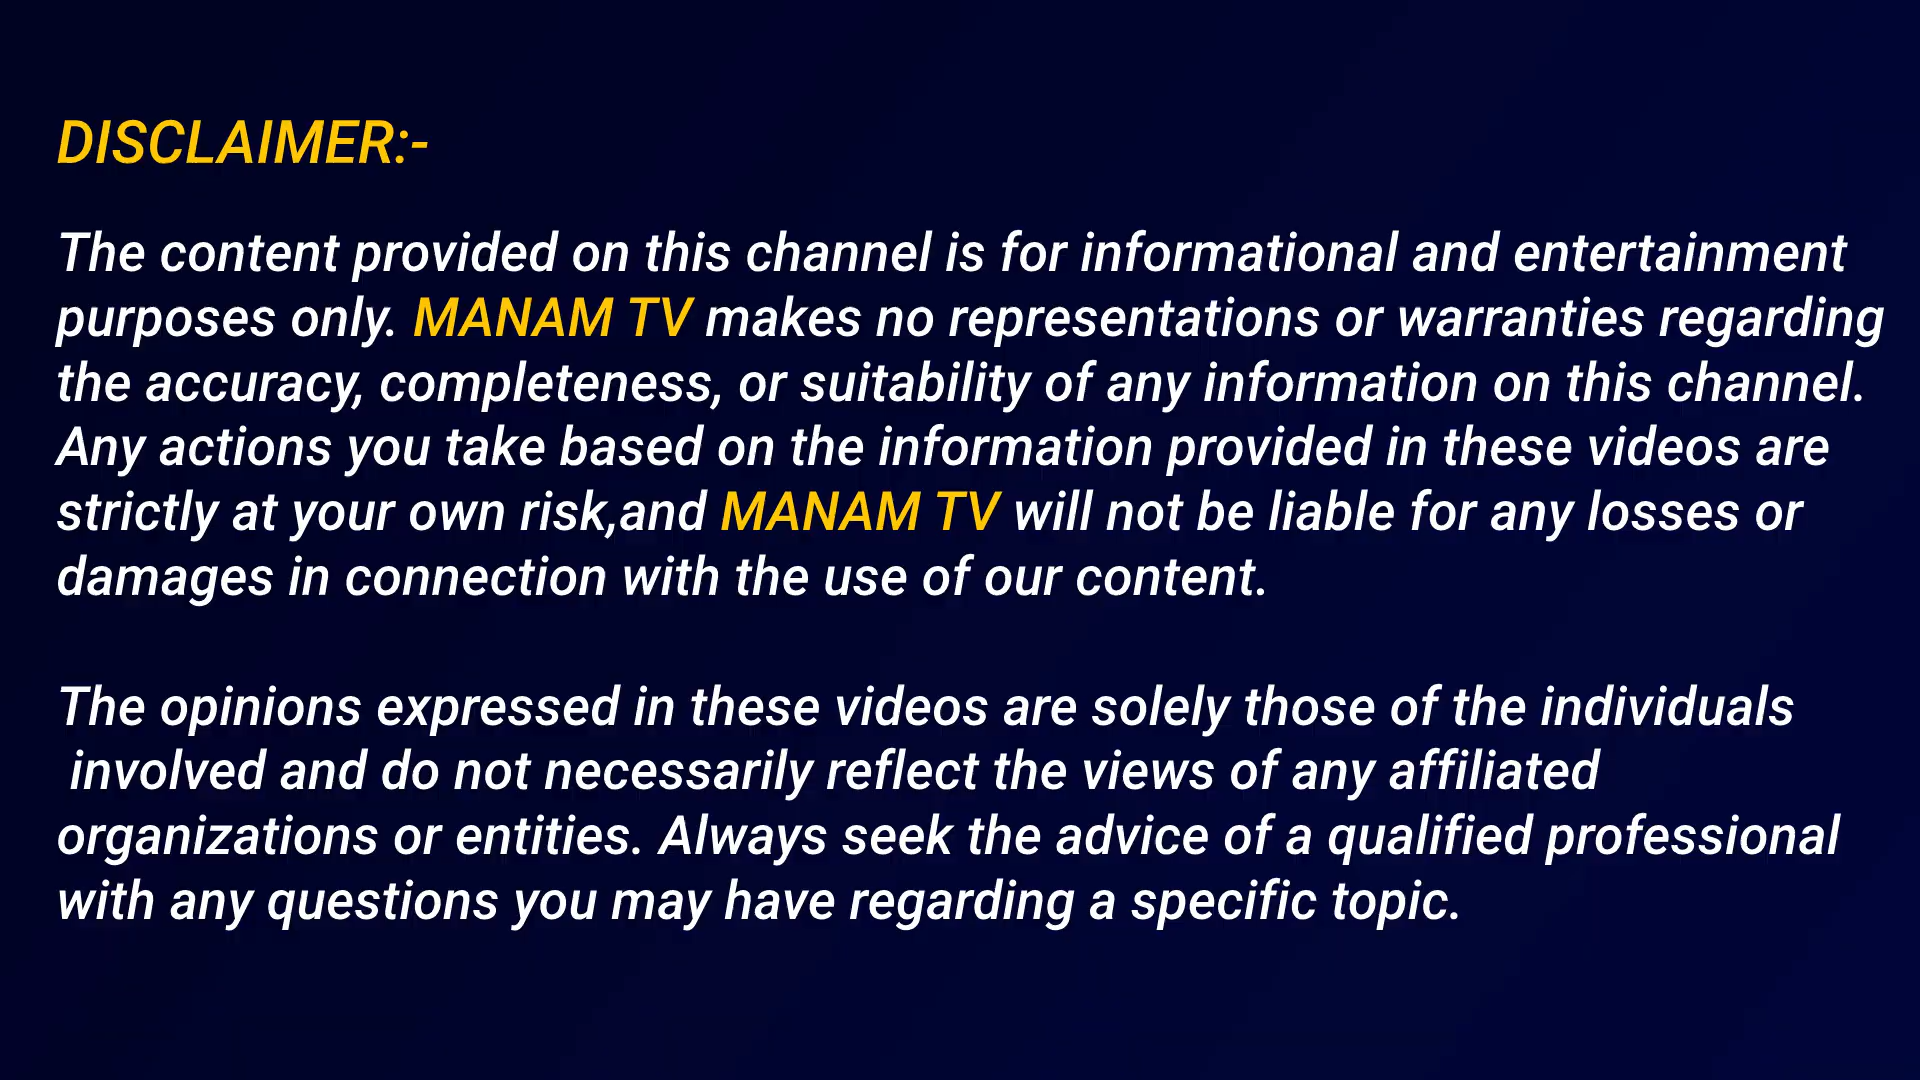 DISCLAIMER:-
The content provided on this channel is for informational and entertainment
purposes only. MANAM TV makes no representations or warranties regarding
the accuracy, completeness, or suitability of any information on this channel.
Any actions you take based on the information provided in these videos are
strictly at your own risk,and MANAM TV will not be liable for any losses or
damages in connection with the use of our content.
The opinions expressed in these videos are solely those of the individuals
involved and do not necessarily reflect the views of any affiliated
organizations or entities. Always seek the advice of a qualified professional
with any questions you may have regarding a specific topic.